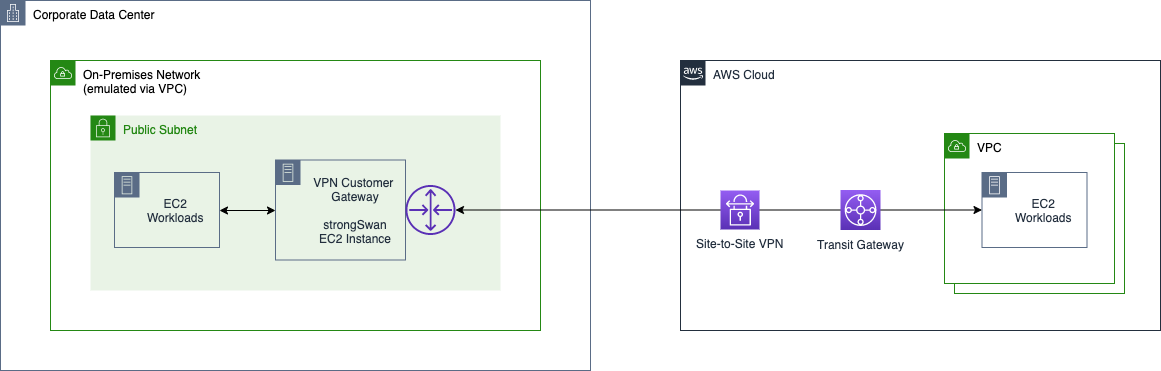 Corporate Data Center
On-Premises Network
(emulated via VPC)
Public Subnet
EC2
Workloads
VPN Customer
Gateway
strongSwan
EC2 Instance
aws
AWS Cloud
Site-to-Site VPN
Transit Gateway
VPC
EC2
Workloads